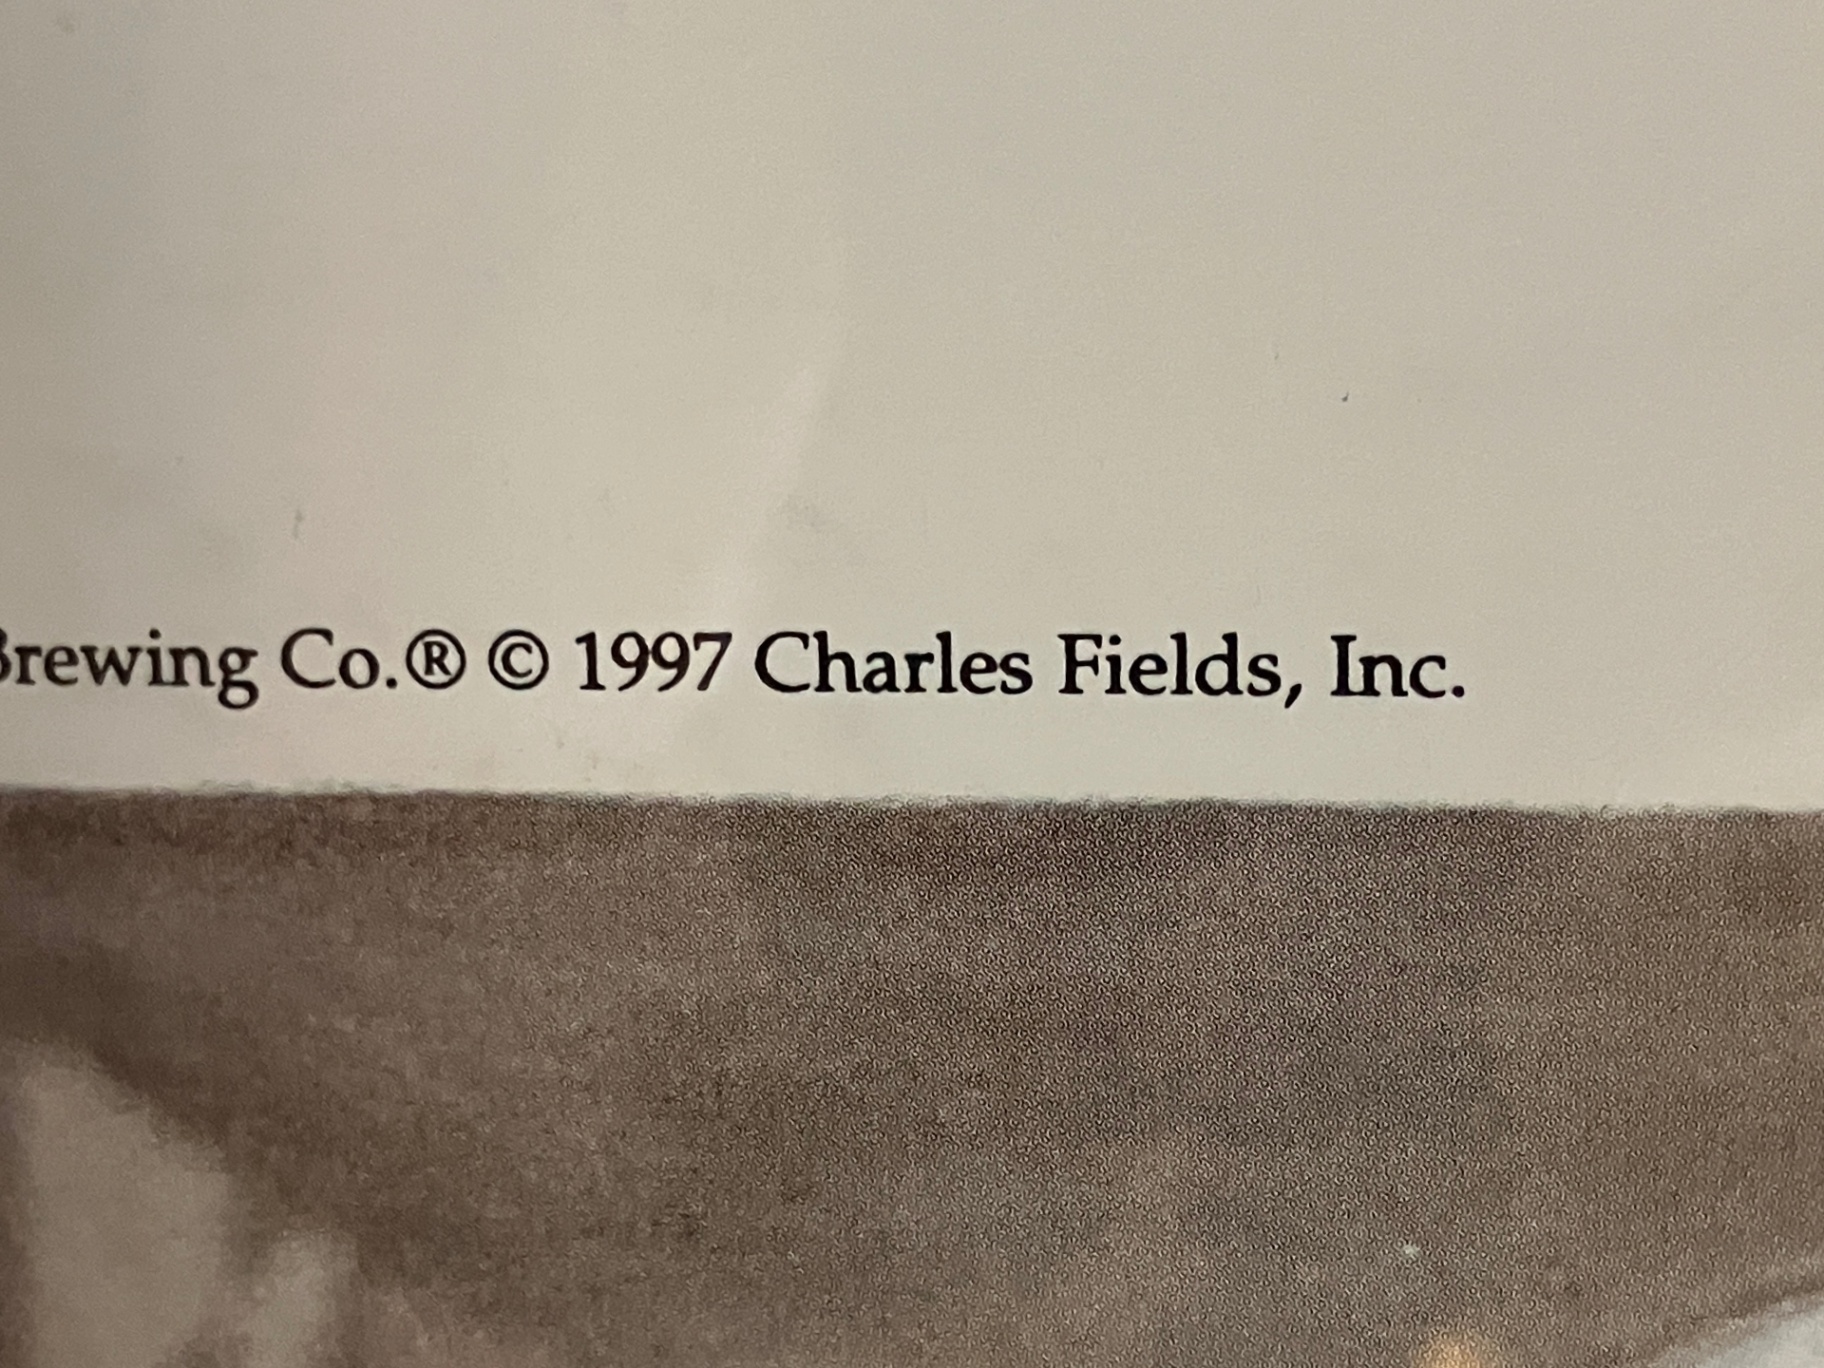 Brewing Co.® © 1997 Charles Fields, Inc.